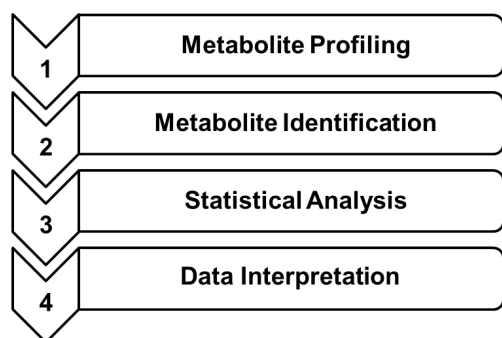 1 Metabolite Profiling
2 Metabolite Identification
3 Statistical Analysis
4 Data Interpretation